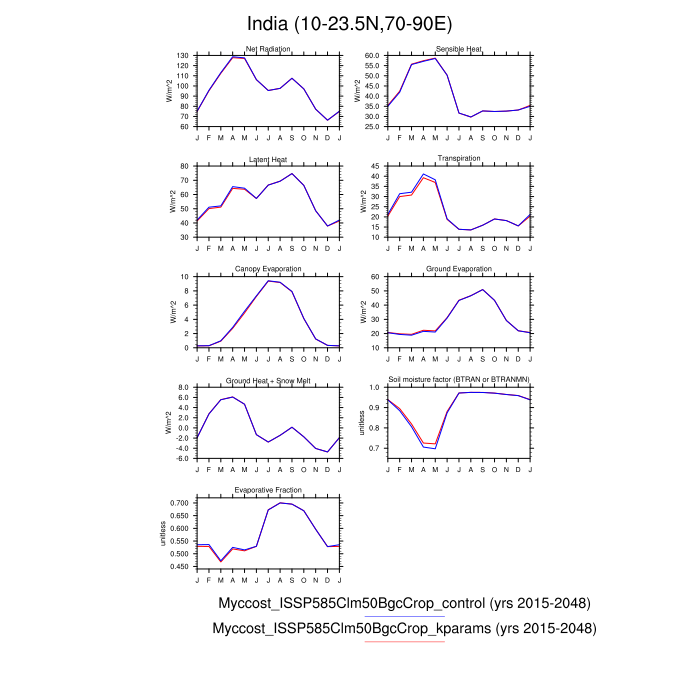 India (10-23.5N,70-90E)
Net Radiation
W/m^2
130
120
110
100
90
80
70
60
J F M A M J J A S O N D J
Sensible Heat
W/m^2
60.0
55.0
50.0
45.0
40.0
35.0
30.0
25.0
J F M A M J J A S O N D J
Latent Heat
W/m^2
80
70
60
50
40
30
J F M A M J J A S O N D J
Transpiration
W/m^2
45
40
35
30
25
20
15
10
J F M A M J J A S O N D J
Canopy Evaporation
W/m^2
10
8
6
4
2
0
J F M A M J J A S O N D J
Ground Evaporation
W/m^2
60
50
40
30
20
10
J F M A M J J A S O N D J
Ground Heat + Snow Melt
W/m^2
8.0
6.0
4.0
2.0
0.0
-2.0
-4.0
-6.0
J F M A M J J A S O N D J
Soil moisture factor (BTRAN or BTRANMN)
unitless
1.0
0.9
0.8
0.7
J F M A M J J A S O N D J
Evaporative Fraction
unitless
0.700
0.650
0.600
0.550
0.500
0.450
J F M A M J J A S O N D J
Myccost_ISSP585Clm50BgcCrop_control (yrs 2015-2048)
Myccost_ISSP585Clm50BgcCrop_kparams (yrs 2015-2048)